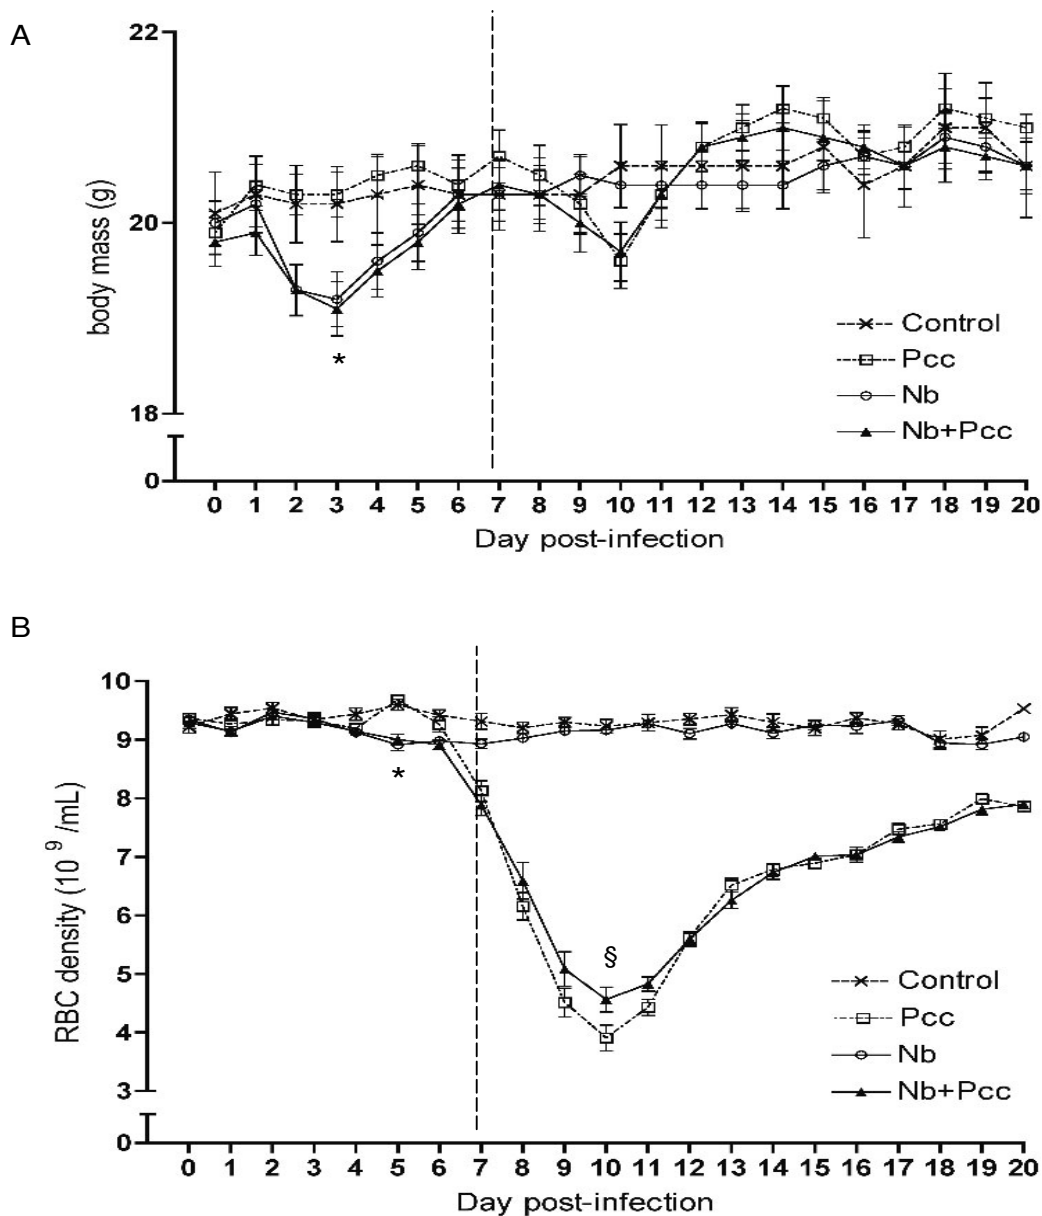 A
22
20
18
0
body mass (g)
*
Control
Pcc
Nb
Nb+Pcc
0 1 2 3 4 5 6 7 8 9 10 11 12 13 14 15 16 17 18 19 20
Day post-infection
B
10
9
8
7
6
5
4
3
0
RBC density (10 9 /mL)
*
§
Control
Pcc
Nb
Nb+Pcc
0 1 2 3 4 5 6 7 8 9 10 11 12 13 14 15 16 17 18 19 20
Day post-infection